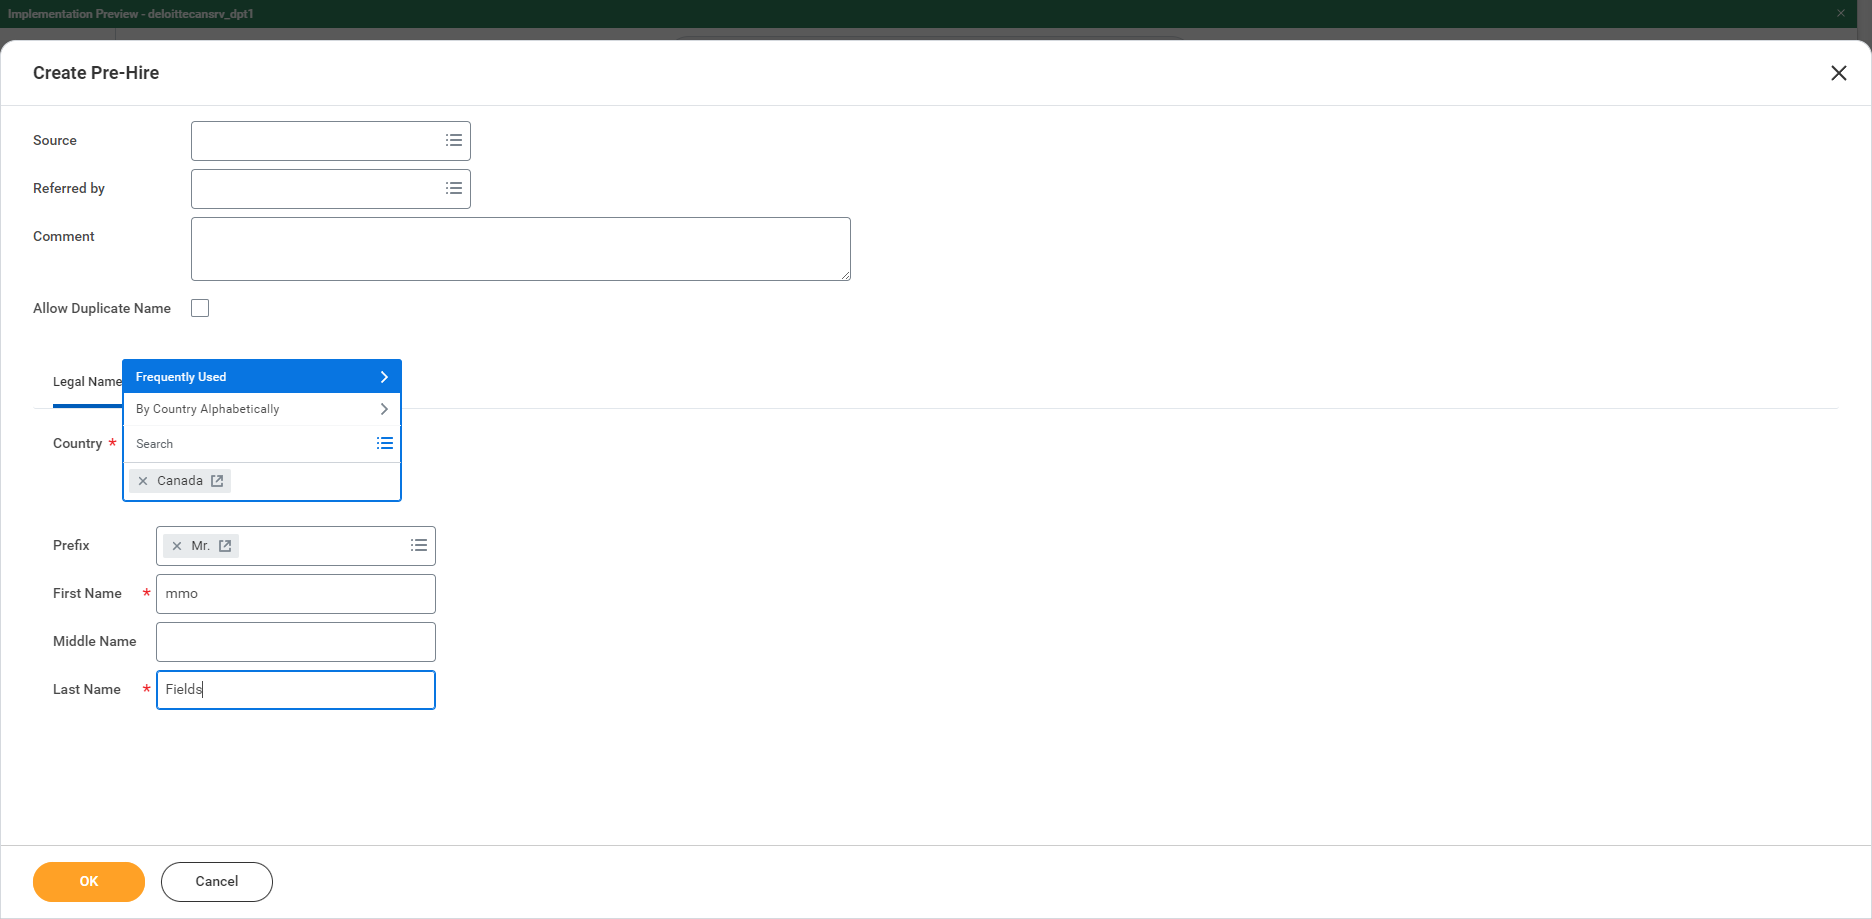 Implementation Preview - deloittecansrv_dpt1
Create Pre-Hire
Source
Referred by
Comment
Allow Duplicate Name
Legal Name
Frequently Used
By Country Alphabetically
Country *
Search
Canada
Prefix
Mr.
First Name *
mmo
Middle Name
Last Name *
Fields
OK
Cancel